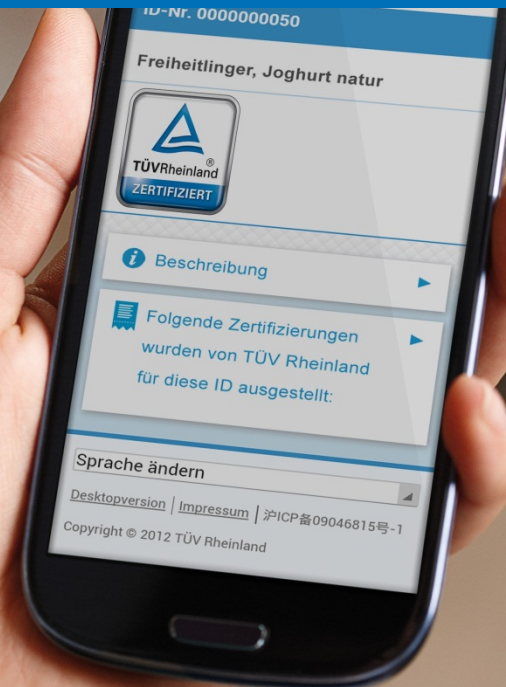 ID-Nr. 0000000050
Freiheitlinger, Joghurt natur
TÜVRheinland®
ZERTIFIZIERT
Beschreibung
Folgende Zertifizierungen
wurden von TÜV Rheinland
für diese ID ausgestellt:
Sprache ändern
Desktopversion | Impressum | 沪ICP备09046815号-1
Copyright © 2012 TÜV Rheinland